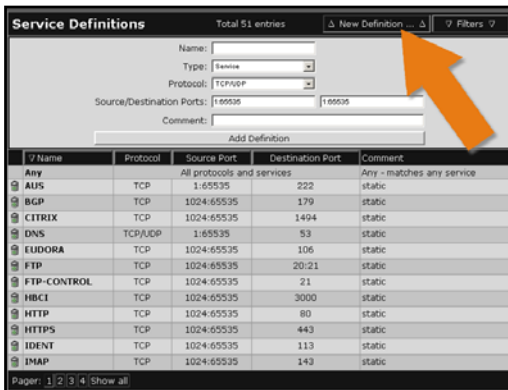 Service Definitions Total 51 entries Δ New Definition ... Δ ∇ Filters ∇
Name:
Type: Service
Protocol: TCP/UDP
Source/Destination Ports: 1:65535 1:65535
Comment:
Add Definition
∇ Name Protocol Source Port Destination Port Comment
Any All protocols and services Any - matches any service
AUS TCP 1:65535 222 static
BGP TCP 1024:65535 179 static
CITRIX TCP 1024:65535 1494 static
DNS TCP/UDP 1:65535 53 static
EUDORA TCP 1024:65535 106 static
FTP TCP 1024:65535 20:21 static
FTP-CONTROL TCP 1024:65535 21 static
HBCI TCP 1024:65535 3000 static
HTTP TCP 1024:65535 80 static
HTTPS TCP 1024:65535 443 static
IDENT TCP 1024:65535 113 static
IMAP TCP 1024:65535 143 static
Pager: 1 2 3 4 Show all